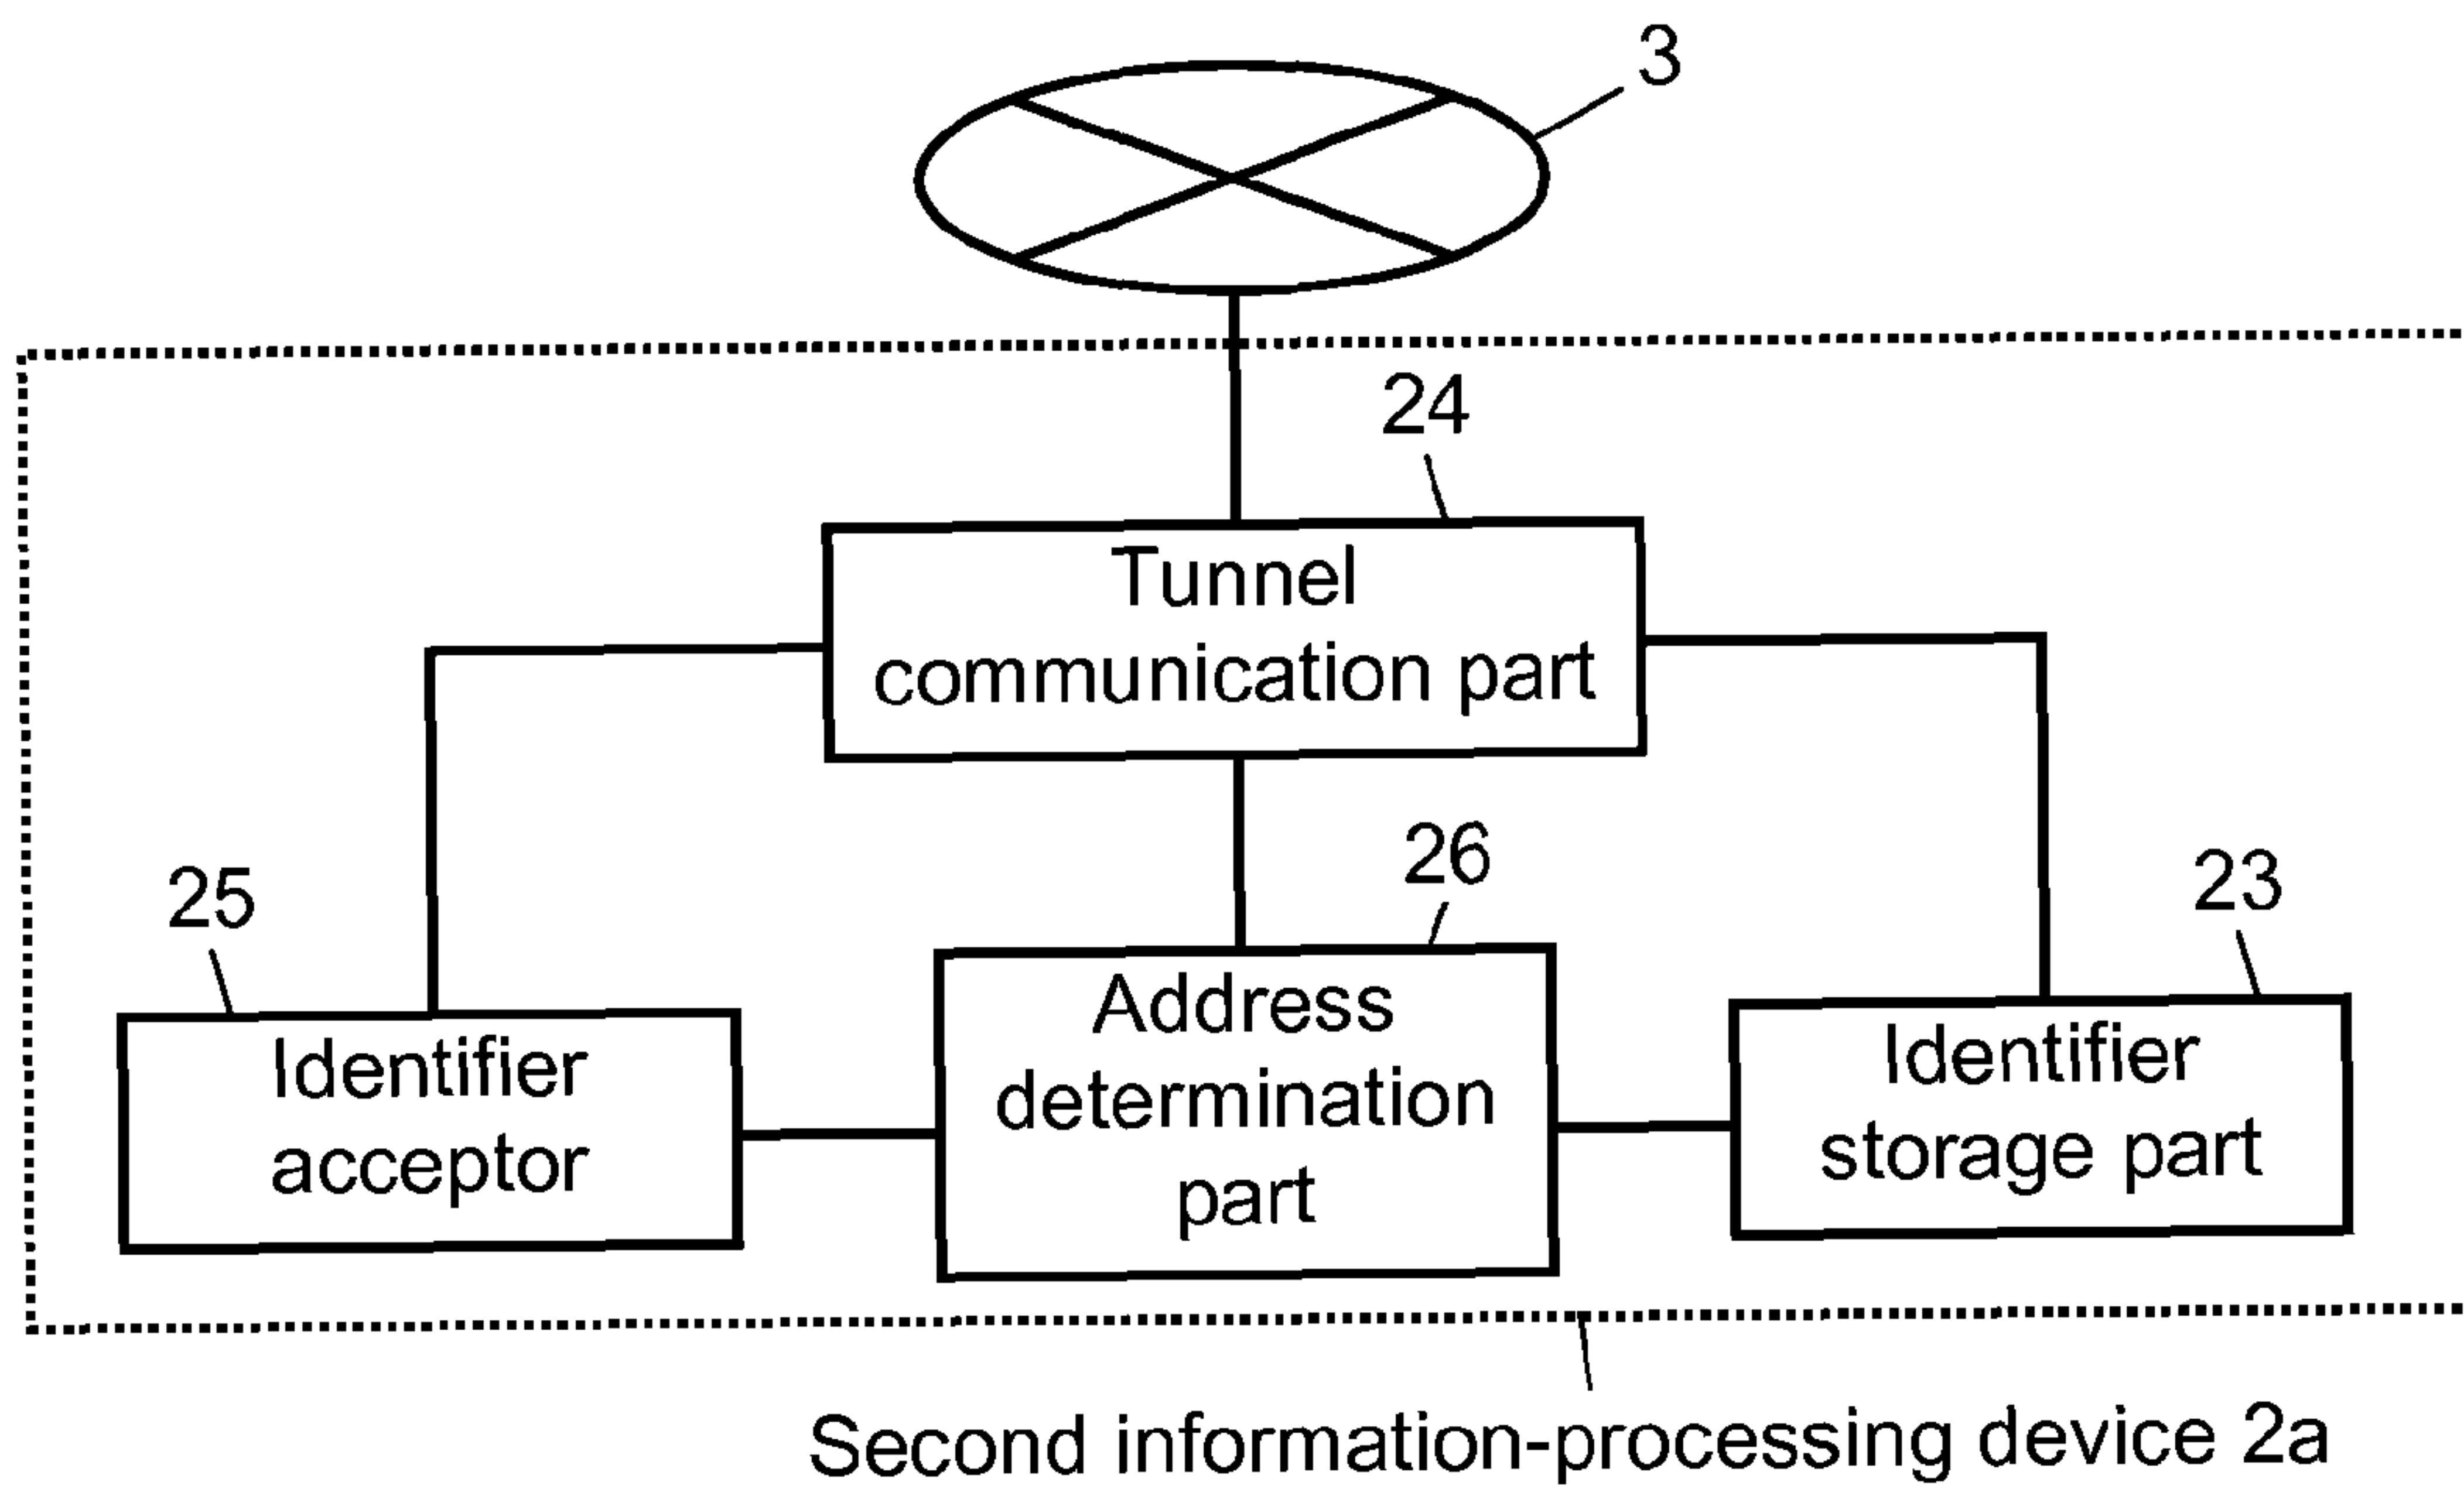 3
24
Tunnel
communication part
25
26
23
Identifier
acceptor
Address
determination
part
Identifier
storage part
Second information-processing device 2a